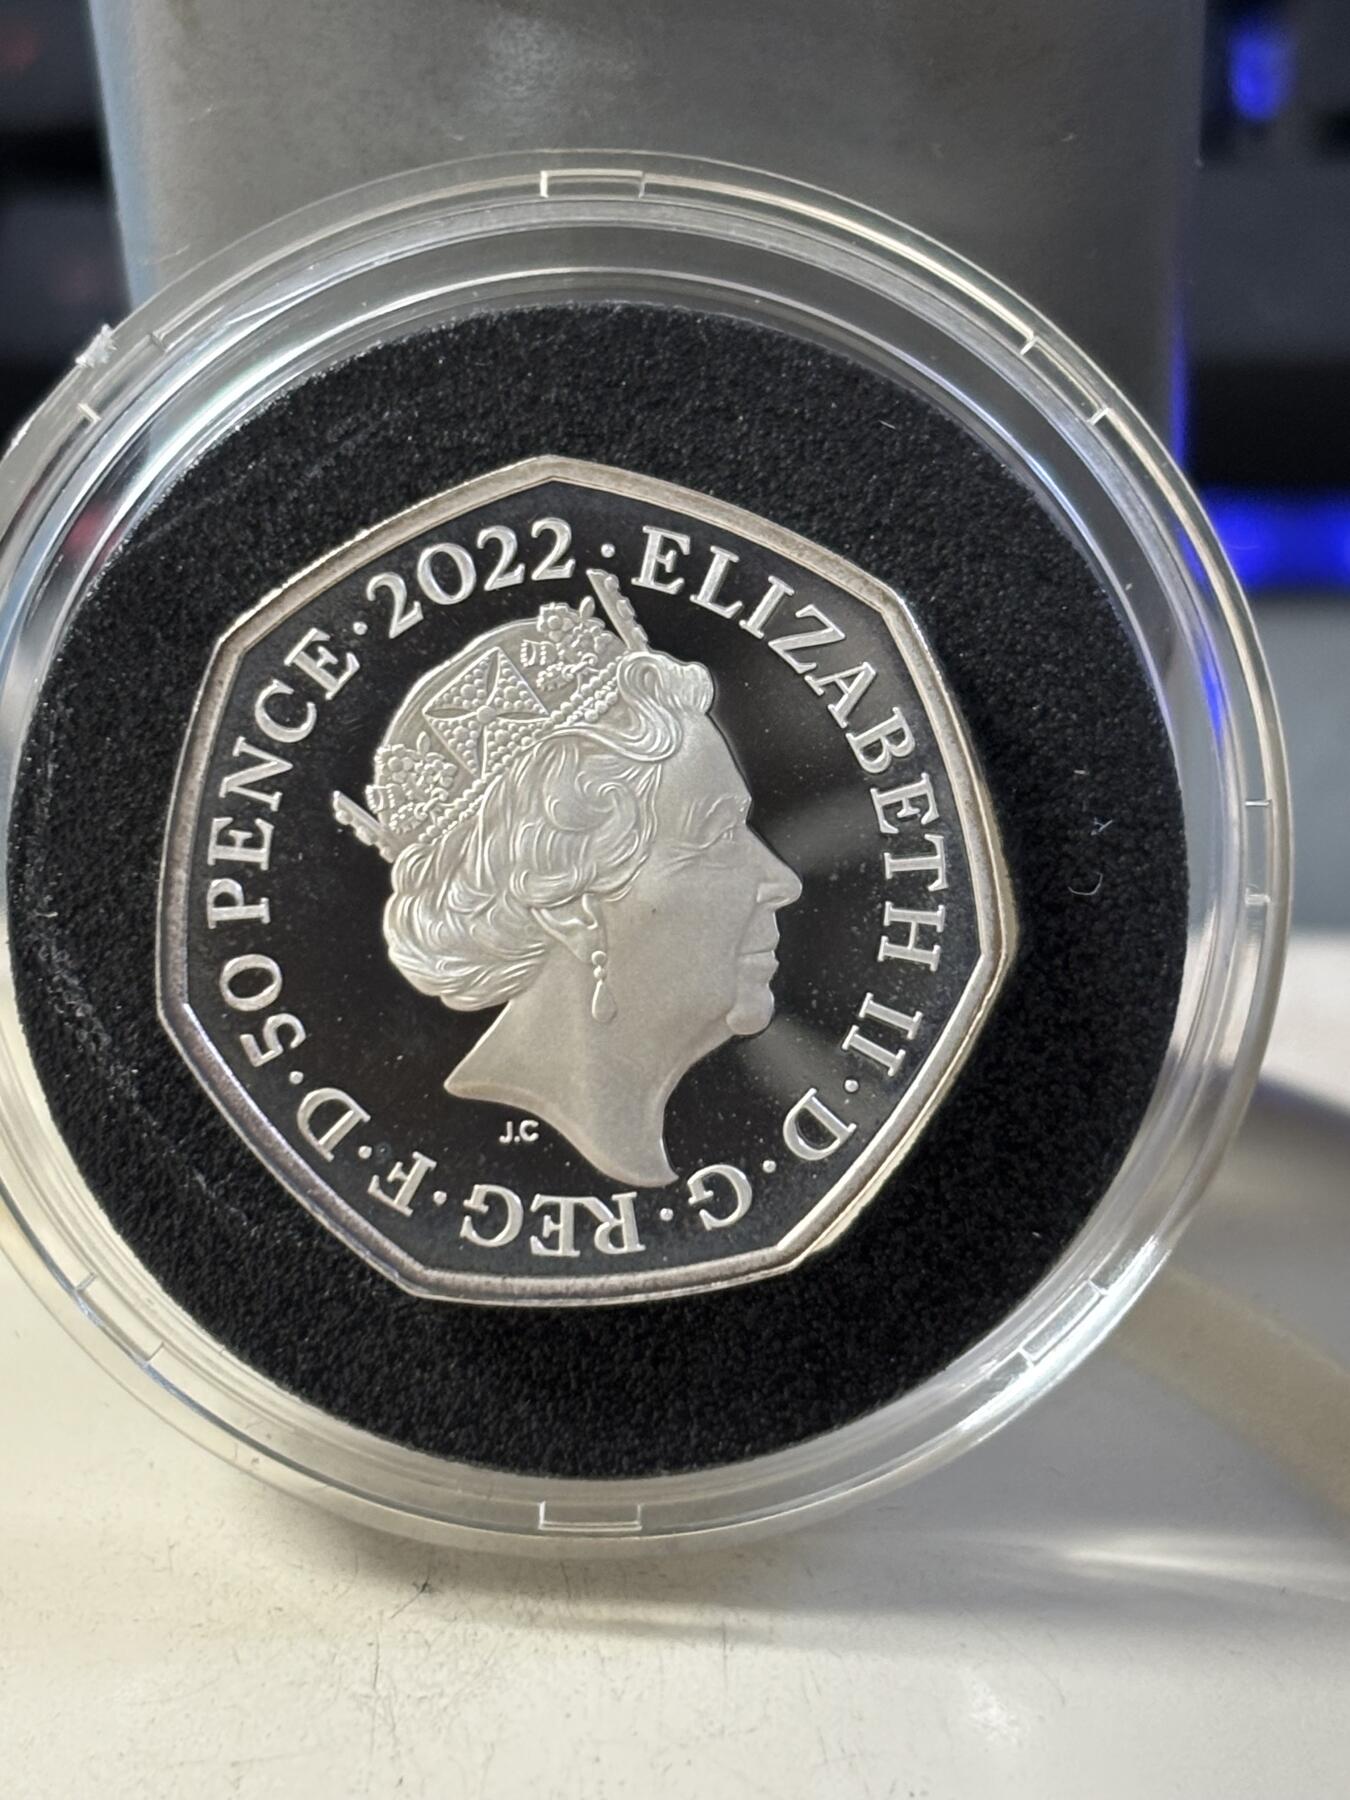 ELIZABETH II · D · G · REG · F · D · 50 PENCE · 2022 ·
J.C